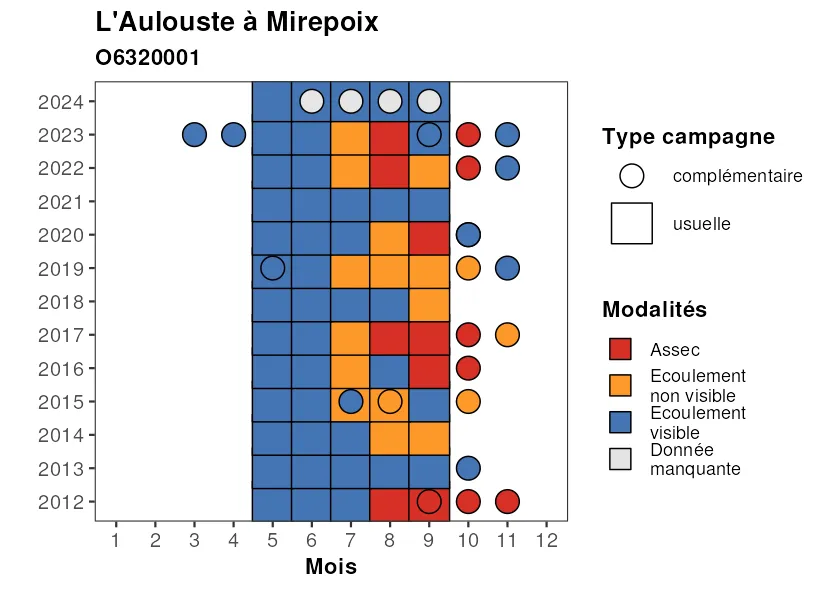 L'Aulouste à Mirepoix
O6320001
2024
2023
2022
2021
2020
2019
2018
2017
2016
2015
2014
2013
2012
1 2 3 4 5 6 7 8 9 10 11 12
Mois
Type campagne
complémentaire
usuelle
Modalités
Assec
Ecoulement
non visible
Ecoulement
visible
Donnée
manquante